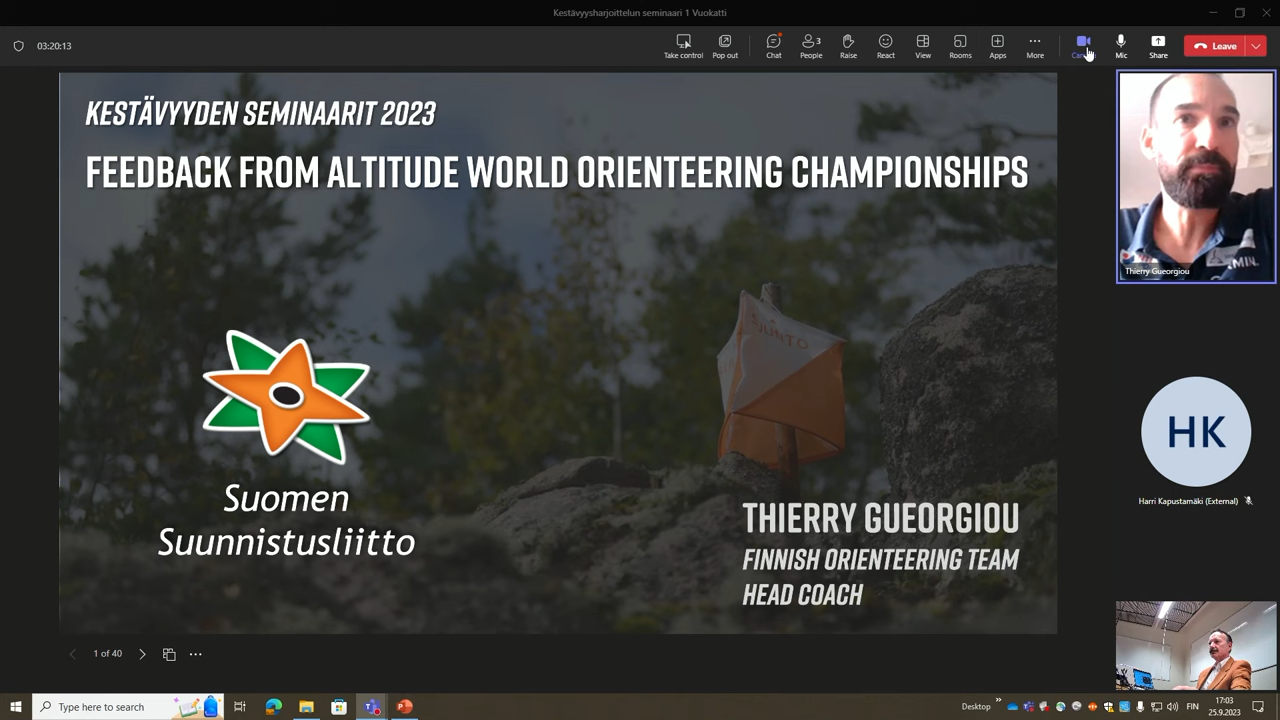 Kestävyysharjoittelun seminaari 1 Vuokatti
03:20:13
Take control
Pop out
Chat
3
People
Raise
React
View
Rooms
Apps
More
Mic
Share
Leave
KESTÄVYYDEN SEMINAARIT 2023
FEEDBACK FROM ALTITUDE WORLD ORIENTEERING CHAMPIONSHIPS
SUUNTO
Suomen
Suunnistusliitto
THIERRY GUEORGIOU
FINNISH ORIENTEERING TEAM
HEAD COACH
Thierry Gueorgiou
HK
Harri Kapustamäki (External)
1 of 40
Type here to search
Desktop
FIN
17:03
25.9.2023